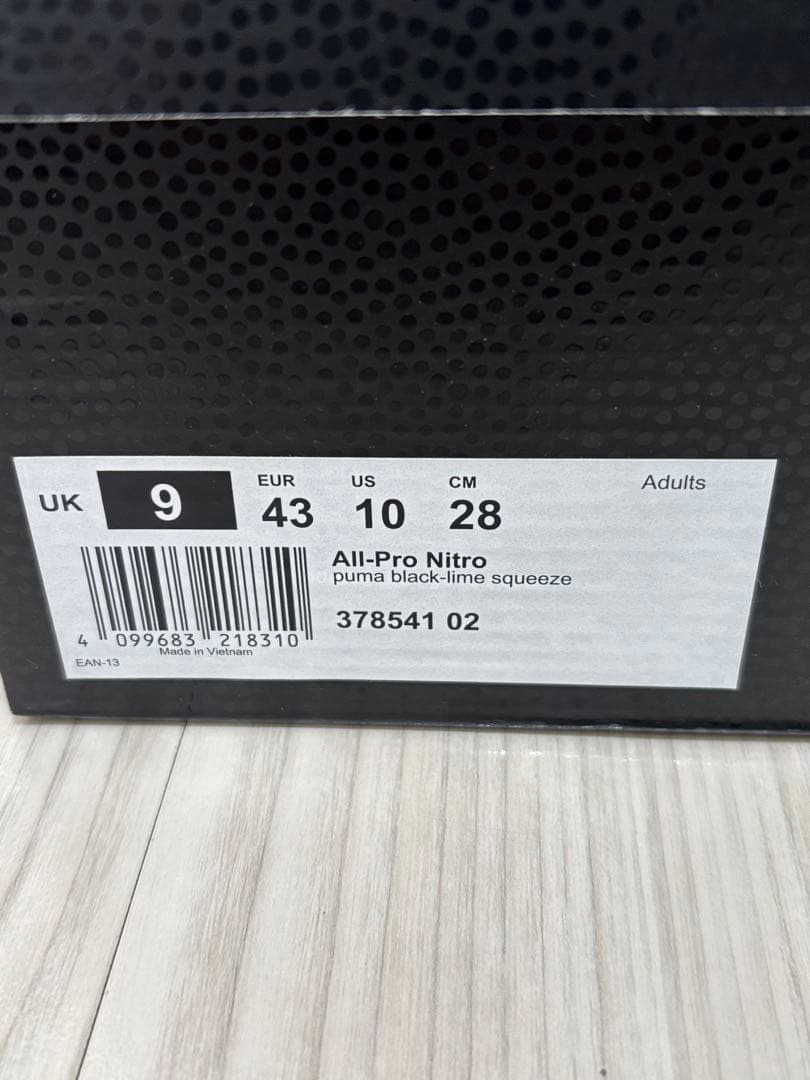 UK 9 EUR 43 US 10 CM 28 Adults
All-Pro Nitro
puma black-lime squeeze
378541 02
4 099683 218310
Made in Vietnam
EAN-13